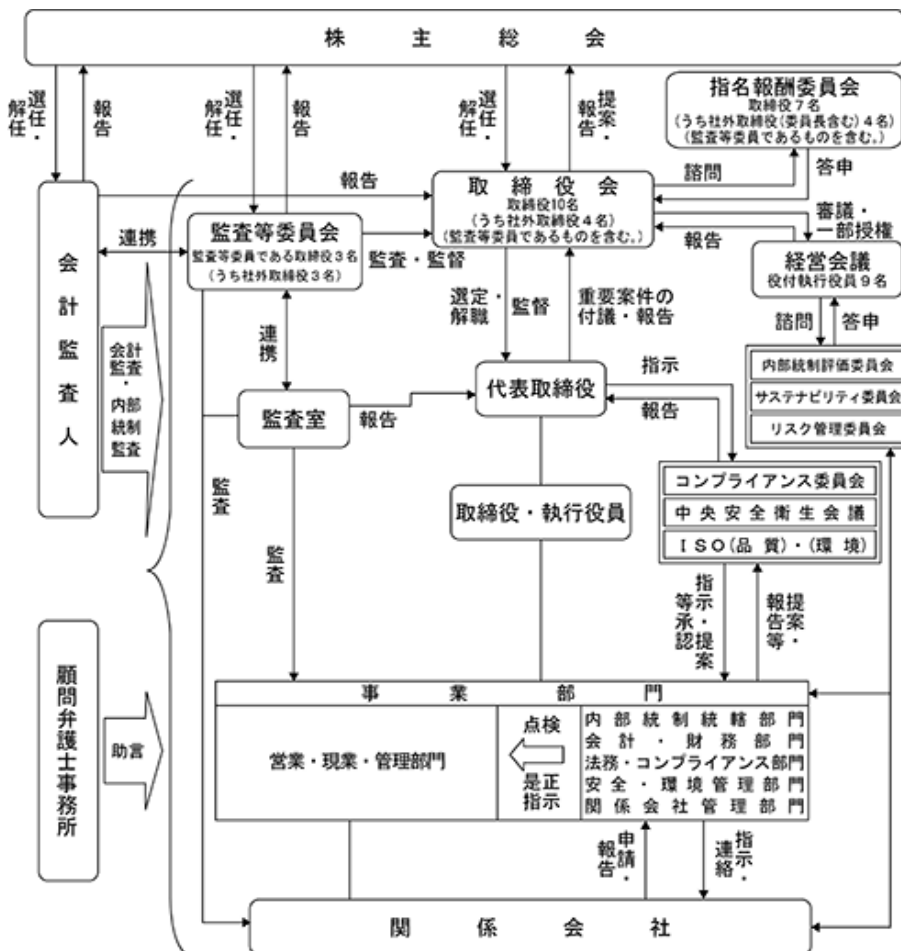 株主総会
選任・
解任
報告
選任・
解任
報告
選任・
解任
提案・
報告
指名報酬委員会
取締役7名
(うち社外取締役(委員長含む)4名)
(監査等委員であるものを含む。)
諮問
答申
報告
取締役会
取締役10名
(うち社外取締役4名)
(監査等委員であるものを含む。)
審議・
一部授権
報告
会計監査人
連携
監査等委員会
監査等委員である取締役3名
(うち社外取締役3名)
監査・監督
経営会議
役付執行役員9名
選定・
解職
監督
重要案件の
付議・報告
諮問
答申
会計
監査
・
内部
統制
監査
連携
内部統制評価委員会
サステナビリティ委員会
リスク管理委員会
監査室
報告
代表取締役
指示
報告
コンプライアンス委員会
中央安全衛生会議
ISO(品質)・(環境)
監査
監査
取締役・執行役員
指示・提案
等承認
提案・
報告等
顧問弁護士事務所
助言
事業部門
営業・現業・管理部門
点検
是正
指示
内部統制統轄部門
会計・財務部門
法務・コンプライアンス部門
安全・環境管理部門
関係会社管理部門
申請・
報告
指示・
連絡
関係会社